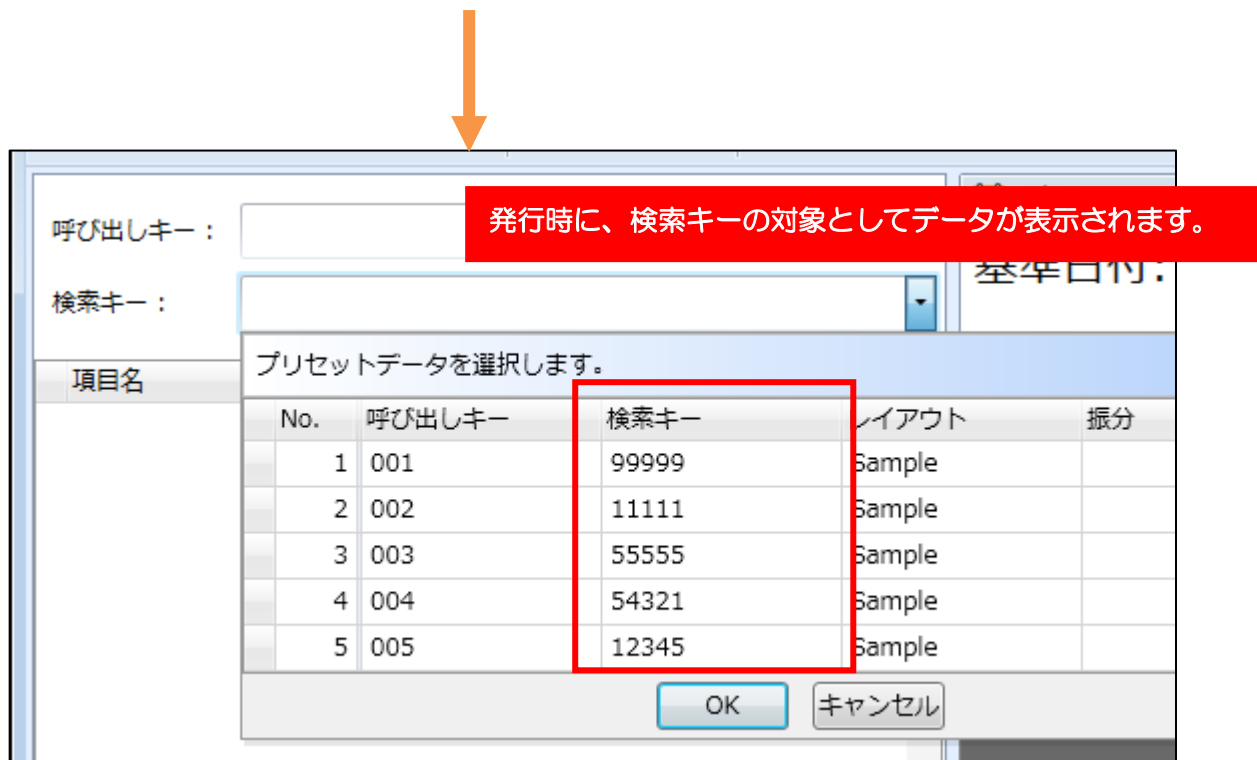 発行時に、検索キーの対象としてデータが表示されます。
呼び出しキー：
基準日付:
検索キー：
項目名
プリセットデータを選択します。
No. 呼び出しキー 検索キー レイアウト 振分
1 001 99999 Sample
2 002 11111 Sample
3 003 55555 Sample
4 004 54321 Sample
5 005 12345 Sample
OK キャンセル